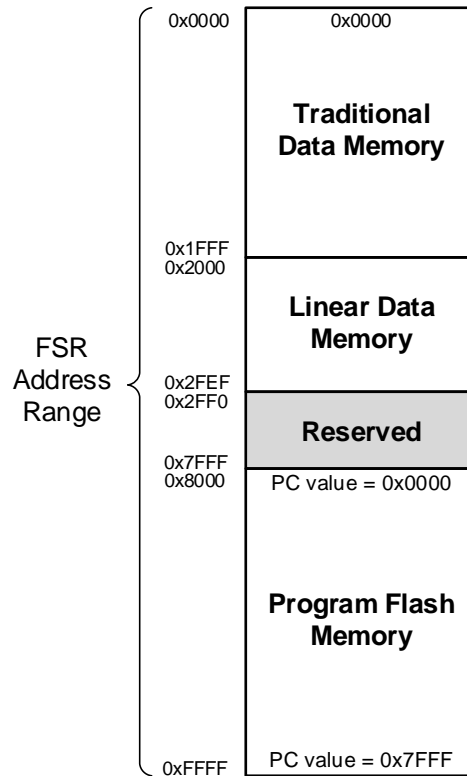 0x0000
0x0000
Traditional
Data Memory
0x1FFF
0x2000
Linear Data
Memory
FSR
Address
Range
0x2FEF
0x2FF0
Reserved
0x7FFF
0x8000
PC value = 0x0000
Program Flash
Memory
PC value = 0x7FFF
0xFFFF